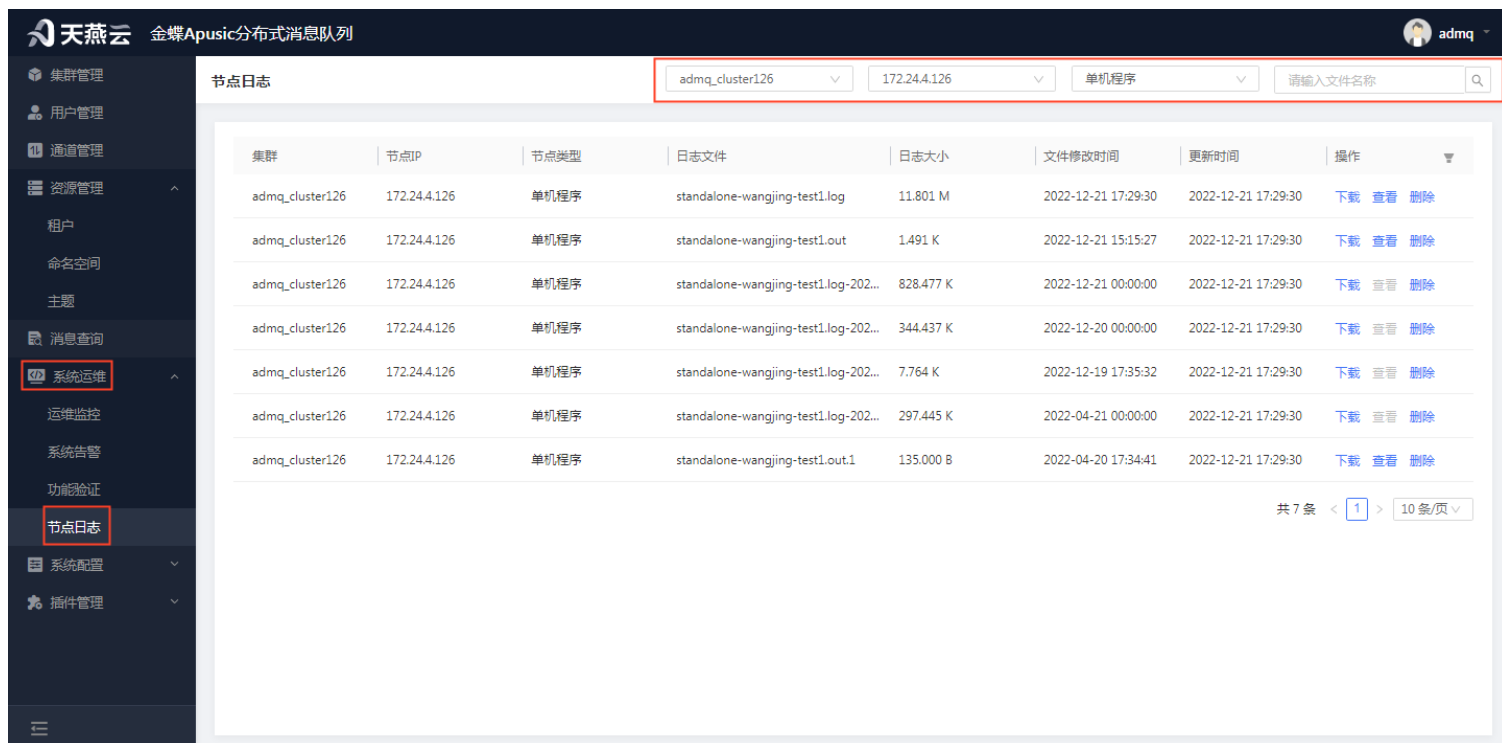 天燕云 金蝶Apusic分布式消息队列 admq
集群管理
用户管理
通道管理
资源管理
租户
命名空间
主题
消息查询
系统运维
运维监控
系统告警
功能验证
节点日志
系统配置
插件管理
节点日志 admq_cluster126 172.24.4.126 单机程序 请输入文件名称
集群 节点IP 节点类型 日志文件 日志大小 文件修改时间 更新时间 操作
admq_cluster126 172.24.4.126 单机程序 standalone-wangjing-test1.log 11.801 M 2022-12-21 17:29:30 2022-12-21 17:29:30 下载 查看 删除
admq_cluster126 172.24.4.126 单机程序 standalone-wangjing-test1.out 1.491 K 2022-12-21 15:15:27 2022-12-21 17:29:30 下载 查看 删除
admq_cluster126 172.24.4.126 单机程序 standalone-wangjing-test1.log-202... 828.477 K 2022-12-21 00:00:00 2022-12-21 17:29:30 下载 查看 删除
admq_cluster126 172.24.4.126 单机程序 standalone-wangjing-test1.log-202... 344.437 K 2022-12-20 00:00:00 2022-12-21 17:29:30 下载 查看 删除
admq_cluster126 172.24.4.126 单机程序 standalone-wangjing-test1.log-202... 7.764 K 2022-12-19 17:35:32 2022-12-21 17:29:30 下载 查看 删除
admq_cluster126 172.24.4.126 单机程序 standalone-wangjing-test1.log-202... 297.445 K 2022-04-21 00:00:00 2022-12-21 17:29:30 下载 查看 删除
admq_cluster126 172.24.4.126 单机程序 standalone-wangjing-test1.out.1 135.000 B 2022-04-20 17:34:41 2022-12-21 17:29:30 下载 查看 删除
共 7 条 < 1 > 10 条/页